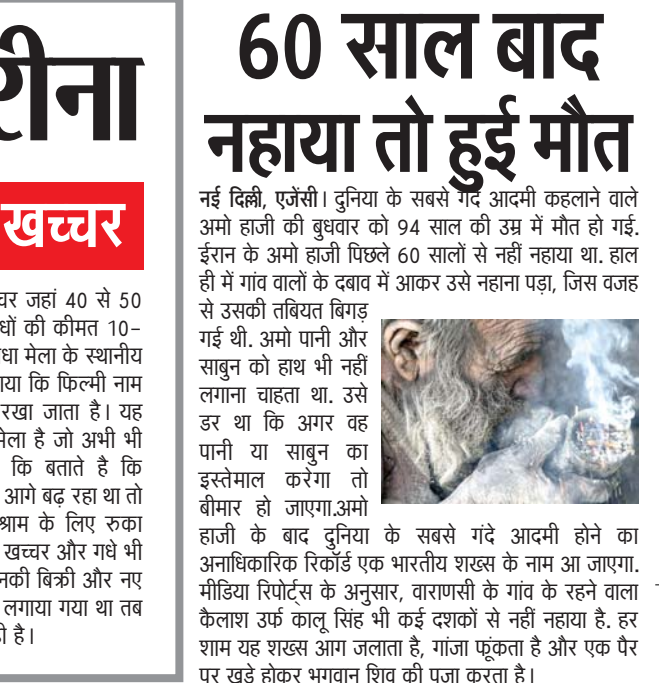 रीना
खच्चर
चर जहां 40 से 50
धों की कीमत 10-
धा मेला के स्थानीय
ाया कि फिल्मी नाम
रखा जाता है। यह
मेला है जो अभी भी
कि बताते है कि
आगे बढ़ रहा था तो
श्राम के लिए रुका
खच्चर और गधे भी
नकी बिक्री और नए
लगाया गया था तब
ी है।
60 साल बाद
नहाया तो हुई मौत
नई दिल्ली, एजेंसी। दुनिया के सबसे गंदे आदमी कहलाने वाले
अमो हाजी की बुधवार को 94 साल की उम्र में मौत हो गई.
ईरान के अमो हाजी पिछले 60 सालों से नहीं नहाया था. हाल
ही में गांव वालों के दबाव में आकर उसे नहाना पड़ा, जिस वजह
से उसकी तबियत बिगड़
गई थी. अमो पानी और
साबुन को हाथ भी नहीं
लगाना चाहता था. उसे
डर था कि अगर वह
पानी या साबुन का
इस्तेमाल करेगा तो
बीमार हो जाएगा.अमो
हाजी के बाद दुनिया के सबसे गंदे आदमी होने का
अनाधिकारिक रिकॉर्ड एक भारतीय शख्स के नाम आ जाएगा.
मीडिया रिपोर्ट्स के अनुसार, वाराणसी के गांव के रहने वाला
कैलाश उर्फ कालू सिंह भी कई दशकों से नहीं नहाया है. हर
शाम यह शख्स आग जलाता है, गांजा फूंकता है और एक पैर
पर खड़े होकर भगवान शिव की पूजा करता है।